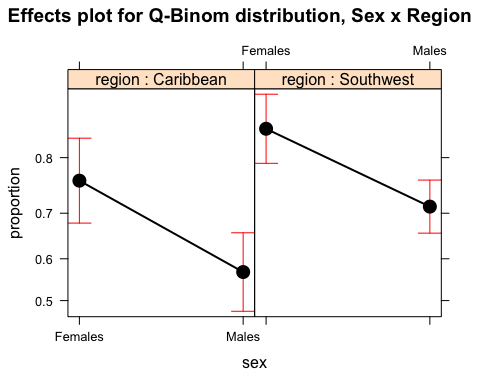 Effects plot for Q-Binom distribution, Sex x Region
Females Males
region : Caribbean region : Southwest
proportion
0.8
0.7
0.6
0.5
Females Males
sex